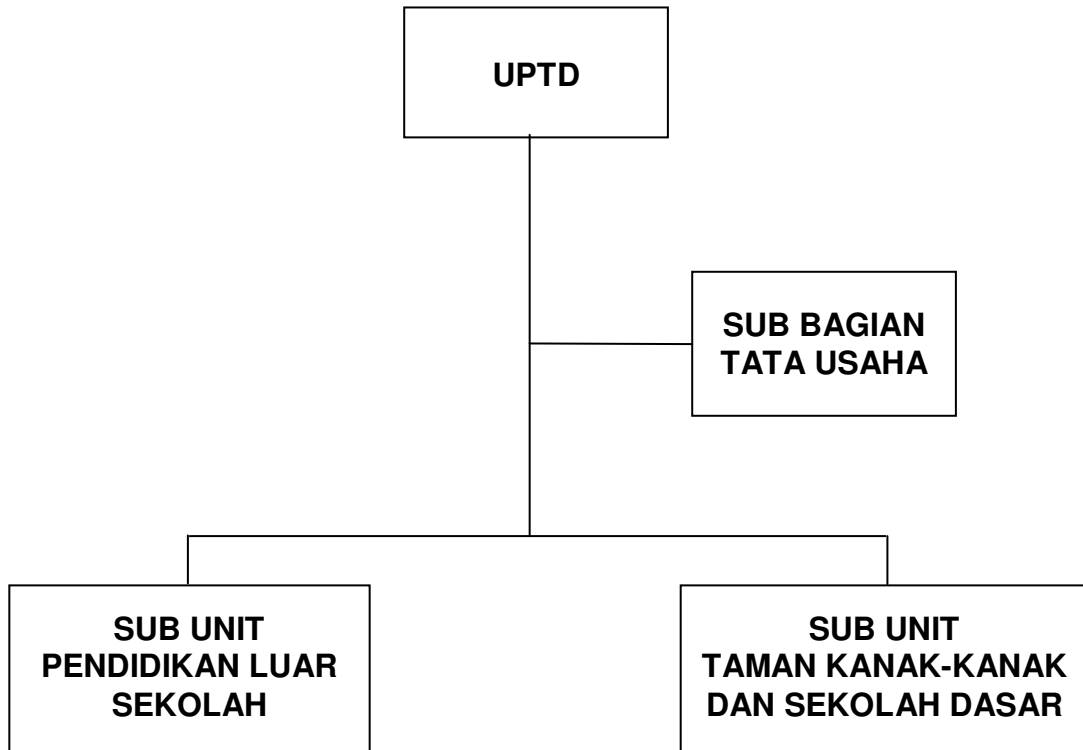 UPTD
SUB BAGIAN
TATA USAHA
SUB UNIT
PENDIDIKAN LUAR
SEKOLAH
SUB UNIT
TAMAN KANAK-KANAK
DAN SEKOLAH DASAR